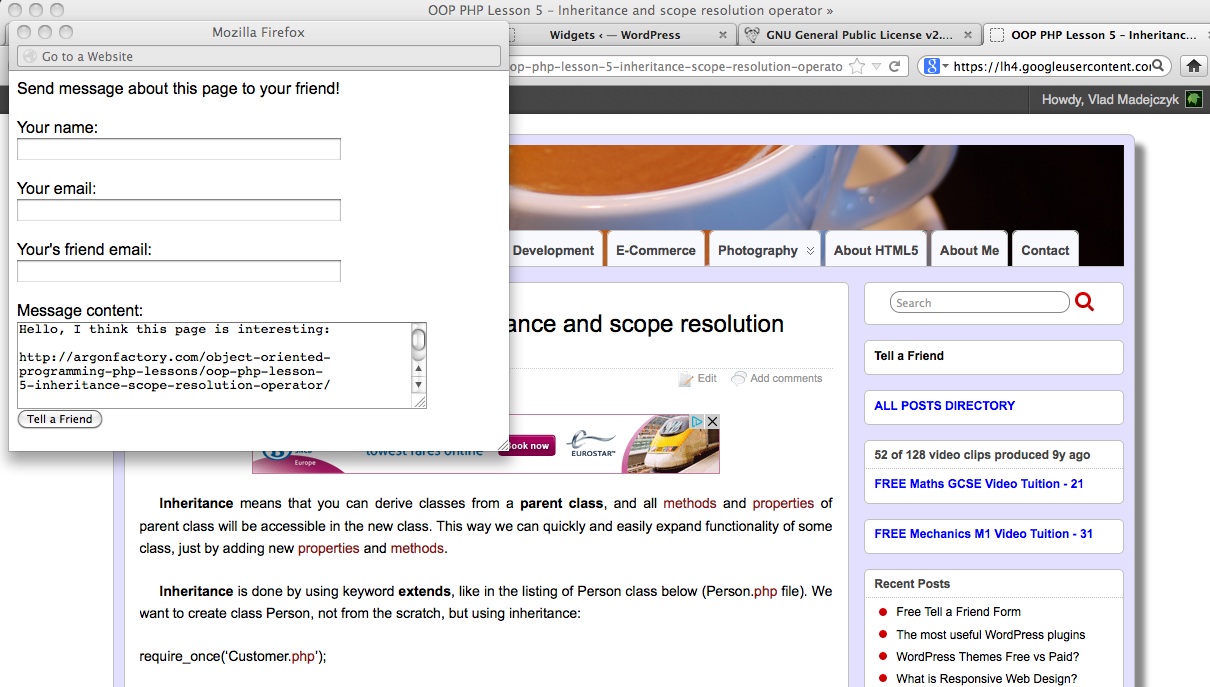 OOP PHP Lesson 5 – Inheritance and scope resolution operator »
Mozilla Firefox
Go to a Website
Send message about this page to your friend!
Your name:
Your email:
Your's friend email:
Message content:
Hello, I think this page is interesting:
http://argonfactory.com/object-oriented-
programming-php-lessons/oop-php-lesson-
5-inheritance-scope-resolution-operator/
Tell a Friend
Widgets ‹ — WordPress
GNU General Public License v2....
OOP PHP Lesson 5 – Inheritanc...
oop-php-lesson-5-inheritance-scope-resolution-operato
https://lh4.googleusercontent.co
Howdy, Vlad Madejczyk
Development
E-Commerce
Photography
About HTML5
About Me
Contact
ance and scope resolution
Edit
Add comments
lowest fares online
Europe
ook now
EUROSTAR™
Inheritance means that you can derive classes from a parent class, and all methods and properties of
parent class will be accessible in the new class. This way we can quickly and easily expand functionality of some
class, just by adding new properties and methods.
Inheritance is done by using keyword extends, like in the listing of Person class below (Person.php file). We
want to create class Person, not from the scratch, but using inheritance:
require_once('Customer.php');
Search
Tell a Friend
ALL POSTS DIRECTORY
52 of 128 video clips produced 9y ago
FREE Maths GCSE Video Tuition - 21
FREE Mechanics M1 Video Tuition - 31
Recent Posts
Free Tell a Friend Form
The most useful WordPress plugins
WordPress Themes Free vs Paid?
What is Responsive Web Design?